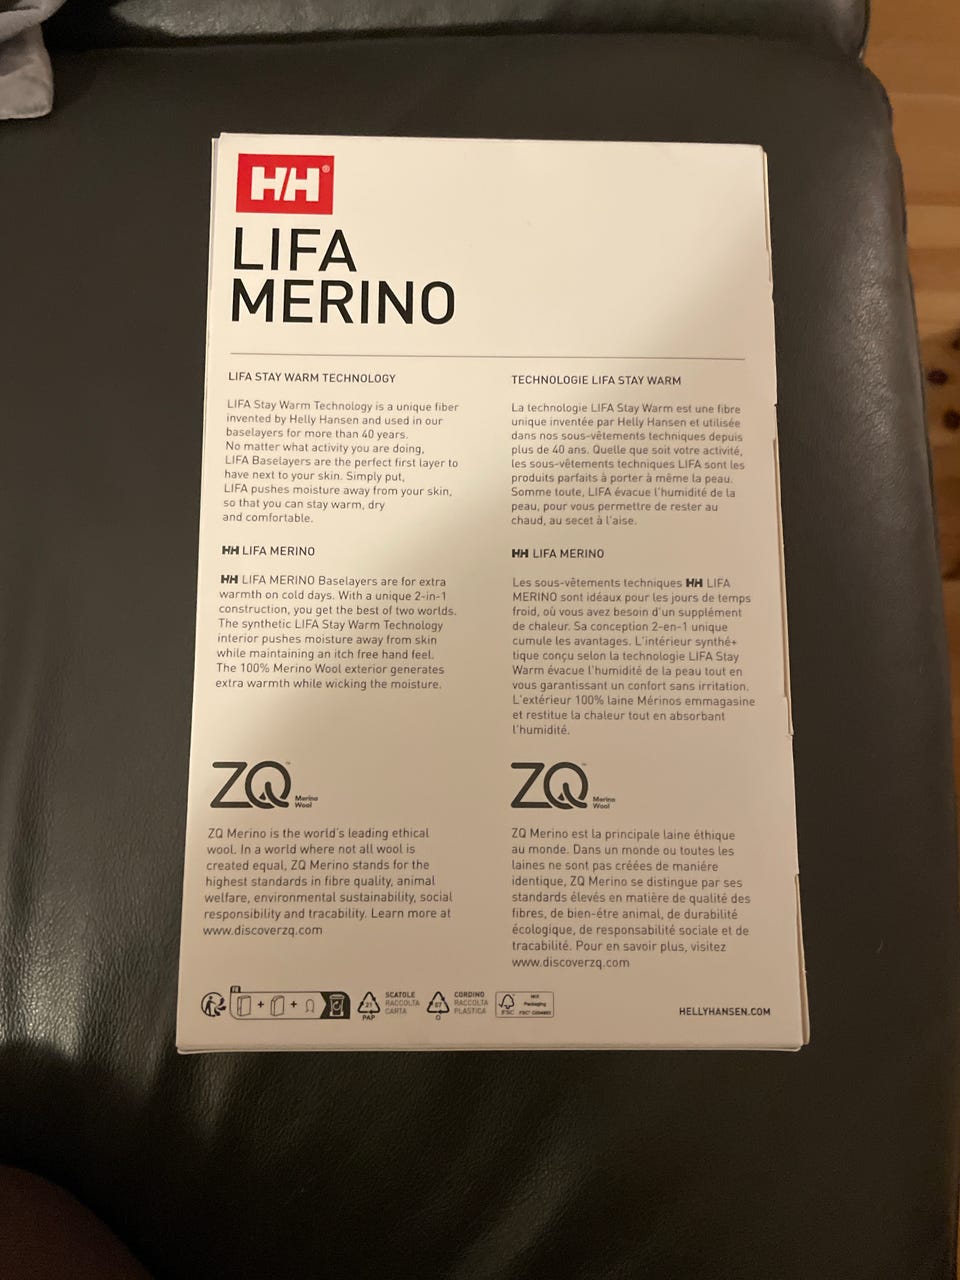 HH®
LIFA
MERINO
LIFA STAY WARM TECHNOLOGY
LIFA Stay Warm Technology is a unique fiber
invented by Helly Hansen and used in our
baselayers for more than 40 years.
No matter what activity you are doing,
LIFA Baselayers are the perfect first layer to
have next to your skin. Simply put,
LIFA pushes moisture away from your skin,
so that you can stay warm, dry
and comfortable.
HH LIFA MERINO
HH LIFA MERINO Baselayers are for extra
warmth on cold days. With a unique 2-in-1
construction, you get the best of two worlds.
The synthetic LIFA Stay Warm Technology
interior pushes moisture away from skin
while maintaining an itch free hand feel.
The 100% Merino Wool exterior generates
extra warmth while wicking the moisture.
ZQ™
Merino
Wool
ZQ Merino is the world's leading ethical
wool. In a world where not all wool is
created equal, ZQ Merino stands for the
highest standards in fibre quality, animal
welfare, environmental sustainability, social
responsibility and tracability. Learn more at
www.discoverzq.com
TECHNOLOGIE LIFA STAY WARM
La technologie LIFA Stay Warm est une fibre
unique inventée par Helly Hansen et utilisée
dans nos sous-vêtements techniques depuis
plus de 40 ans. Quelle que soit votre activité,
les sous-vêtements techniques LIFA sont les
produits parfaits à porter à même la peau.
Somme toute, LIFA évacue l'humidité de la
peau, pour vous permettre de rester au
chaud, au secet à l'aise.
HH LIFA MERINO
Les sous-vêtements techniques HH LIFA
MERINO sont idéaux pour les jours de temps
froid, où vous avez besoin d'un supplément
de chaleur. Sa conception 2-en-1 unique
cumule les avantages. L'intérieur synthé+
tique conçu selon la technologie LIFA Stay
Warm évacue l'humidité de la peau tout en
vous garantissant un confort sans irritation.
L'extérieur 100% laine Mérinos emmagasine
et restitue la chaleur tout en absorbant
l'humidité.
ZQ™
Merino
Wool
ZQ Merino est la principale laine éthique
au monde. Dans un monde ou toutes les
laines ne sont pas créées de maniére
identique, ZQ Merino se distingue par ses
standards élevés en matière de qualité des
fibres, de bien-être animal, de durabilité
écologique, de responsabilité sociale et de
tracabilité. Pour en savoir plus, visitez
www.discoverzq.com
FR
+ +
21
PAP
SCATOLE
RACCOLTA
CARTA
07
O
CORDINO
RACCOLTA
PLASTICA
FSC
MIX
Packaging
FSC®
HELLYHANSEN.COM